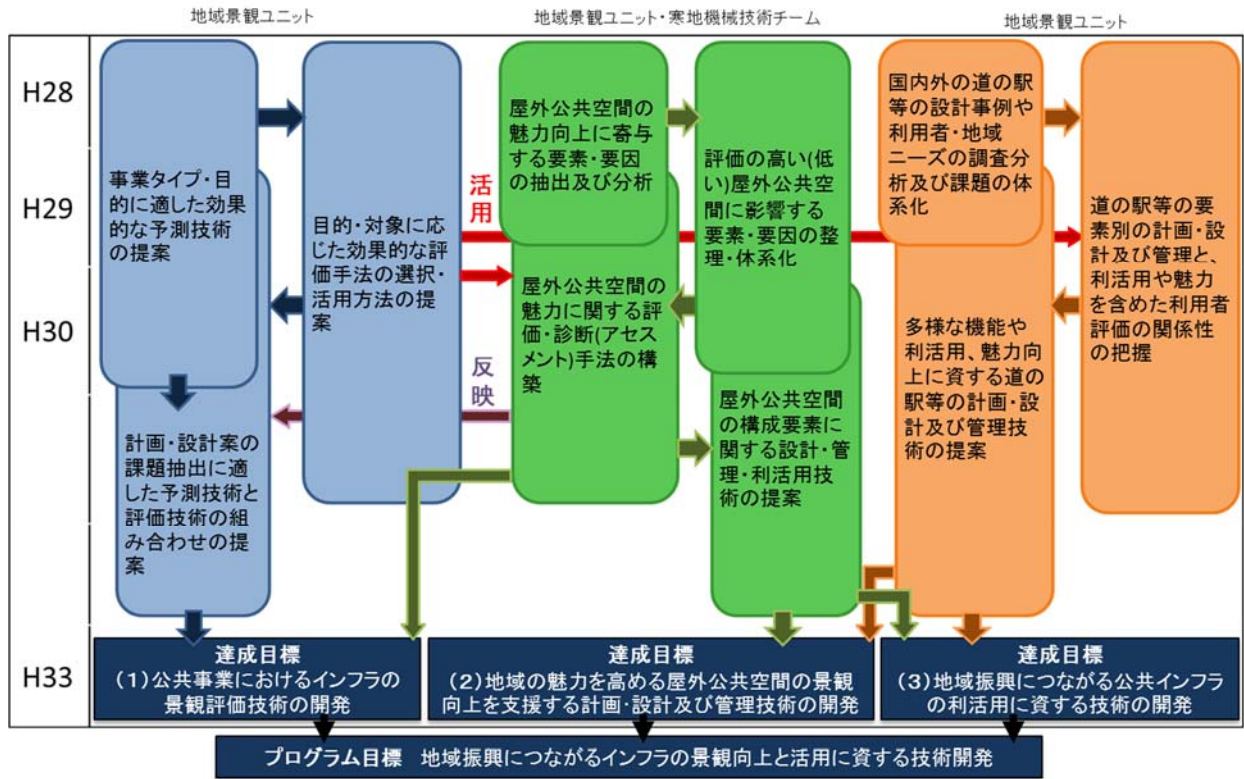 地域景観ユニット
地域景観ユニット・寒地機械技術チーム
地域景観ユニット
H28
H29
H30
H33
事業タイプ・目
的に適した効果
的な予測技術
の提案
計画・設計案の
課題抽出に適
した予測技術と
評価技術の組
み合わせの提
案
目的・対象に応
じた効果的な評
価手法の選択・
活用方法の提
案
活用
反映
屋外公共空間の
魅力向上に寄与
する要素・要因
の抽出及び分析
屋外公共空間の
魅力に関する評
価・診断(アセス
メント)手法の構
築
評価の高い(低
い)屋外公共空
間に影響する
要素・要因の整
理・体系化
屋外公共空間
の構成要素に
関する設計・管
理・利活用技
術の提案
国内外の道の駅
等の設計事例や
利用者・地域
ニーズの調査分
析及び課題の体
系化
多様な機能や
利活用、魅力向
上に資する道の
駅等の計画・設
計及び管理技
術の提案
道の駅等の要
素別の計画・設
計及び管理と、
利活用や魅力
を含めた利用者
評価の関係性
の把握
達成目標
(1)公共事業におけるインフラの
景観評価技術の開発
達成目標
(2)地域の魅力を高める屋外公共空間の景観
向上を支援する計画・設計及び管理技術の開発
達成目標
(3)地域振興につながる公共インフラ
の利活用に資する技術の開発
プログラム目標 地域振興につながるインフラの景観向上と活用に資する技術開発